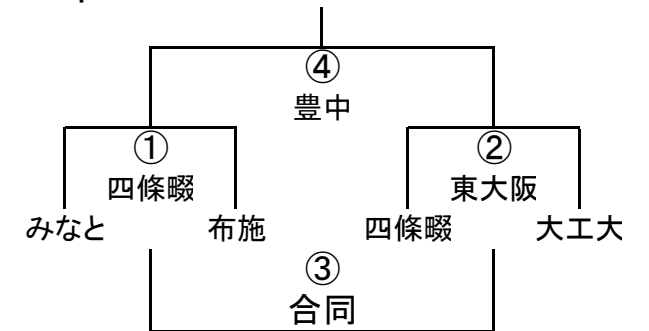 ④
豊中
① ②
四條畷 東大阪
みなと 布施 四條畷 大工大
③
合同